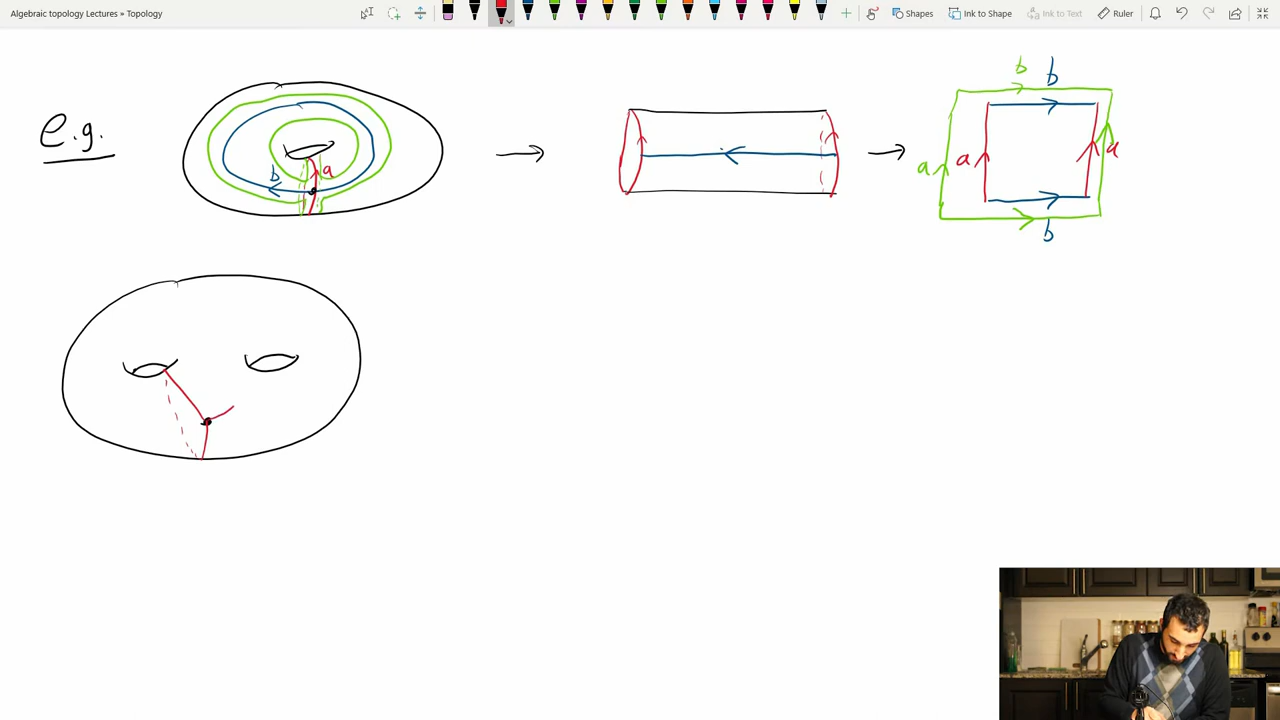 Algebraic topology Lectures » Topology
Shapes
Ink to Shape
Ink to Text
Ruler
e.g.
a
b
b b
a a a
b